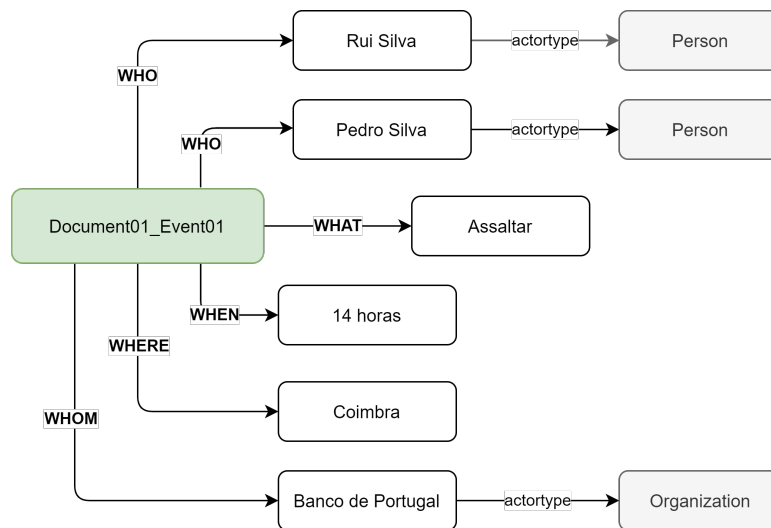 Rui Silva
actortype
Person
WHO
Pedro Silva
actortype
Person
WHO
Document01_Event01
WHAT
Assaltar
WHEN
14 horas
WHERE
Coimbra
WHOM
Banco de Portugal
actortype
Organization